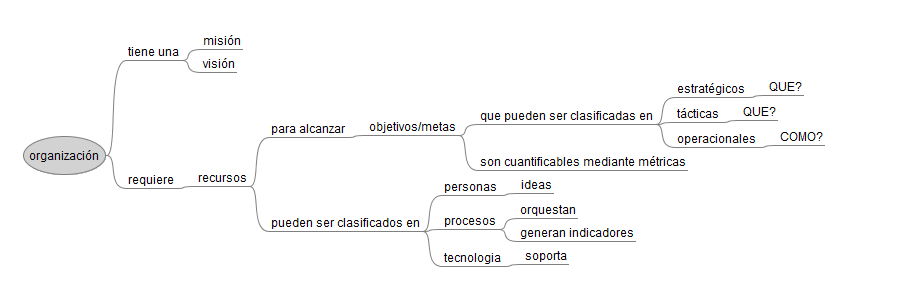 organización
tiene una
misión
visión
requiere
recursos
para alcanzar
objetivos/metas
que pueden ser clasificadas en
estratégicos
QUE?
tácticas
QUE?
operacionales
COMO?
son cuantificables mediante métricas
pueden ser clasificados en
personas
ideas
procesos
orquestan
generan indicadores
tecnologia
soporta